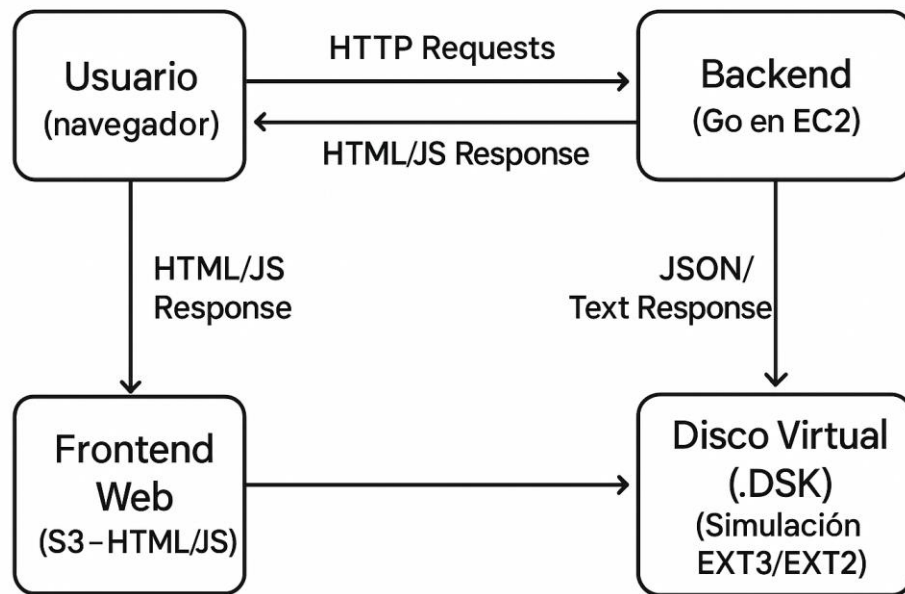 Usuario
(navegador)
HTTP Requests
HTML/JS Response
Backend
(Go en EC2)
HTML/JS
Response
JSON/
Text Response
Frontend
Web
(S3–HTML/JS)
Disco Virtual
(.DSK)
(Simulación
EXT3/EXT2)